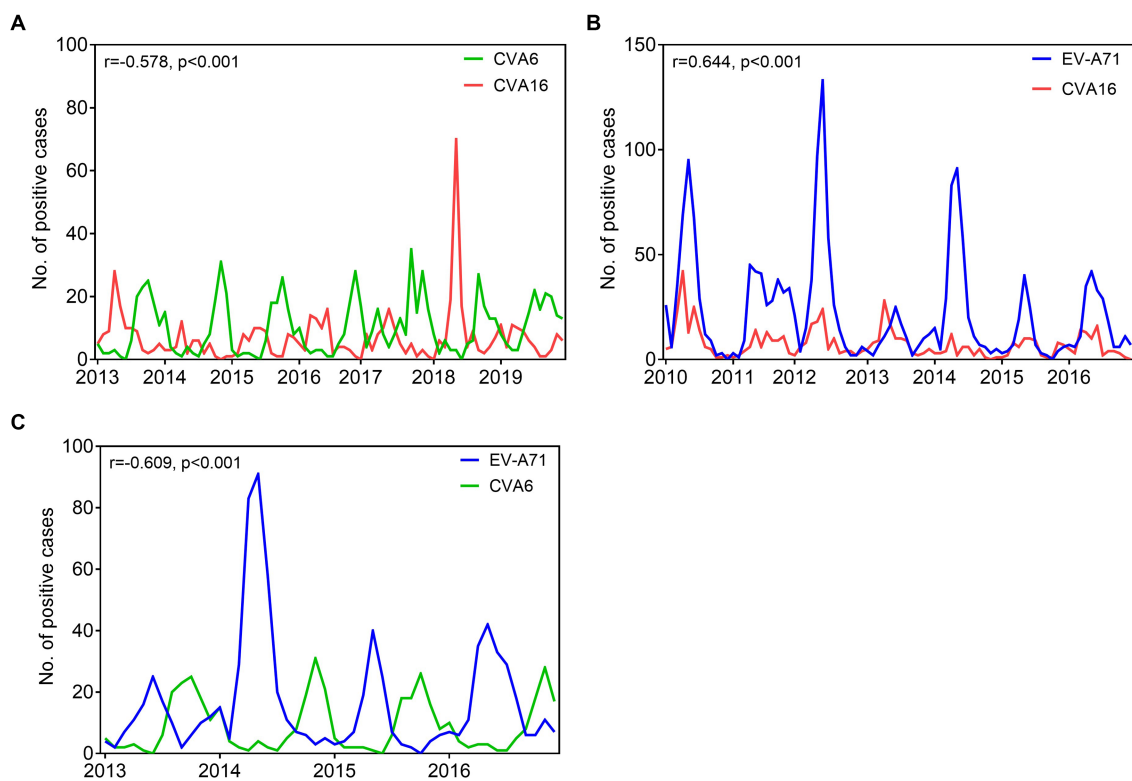 A
r=-0.578, p<0.001
CVA6
CVA16
No. of positive cases
100
80
60
40
20
0
2013 2014 2015 2016 2017 2018 2019
B
r=0.644, p<0.001
EV-A71
CVA16
No. of positive cases
150
100
50
0
2010 2011 2012 2013 2014 2015 2016
C
r=-0.609, p<0.001
EV-A71
CVA6
No. of positive cases
100
80
60
40
20
0
2013 2014 2015 2016